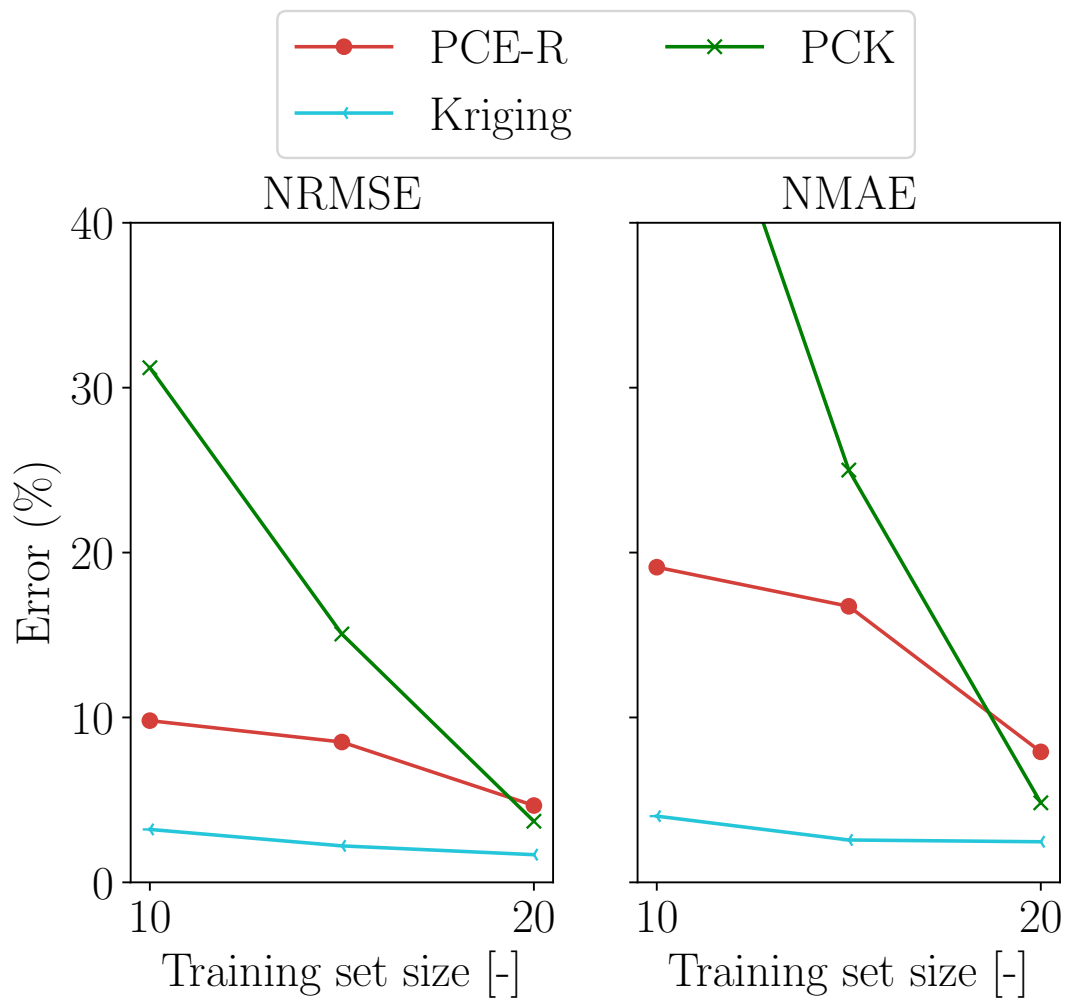 PCE-R
PCK
Kriging
NRMSE
NMAE
40
30
20
10
0
Error (%)
10
20
10
20
Training set size [-]
Training set size [-]